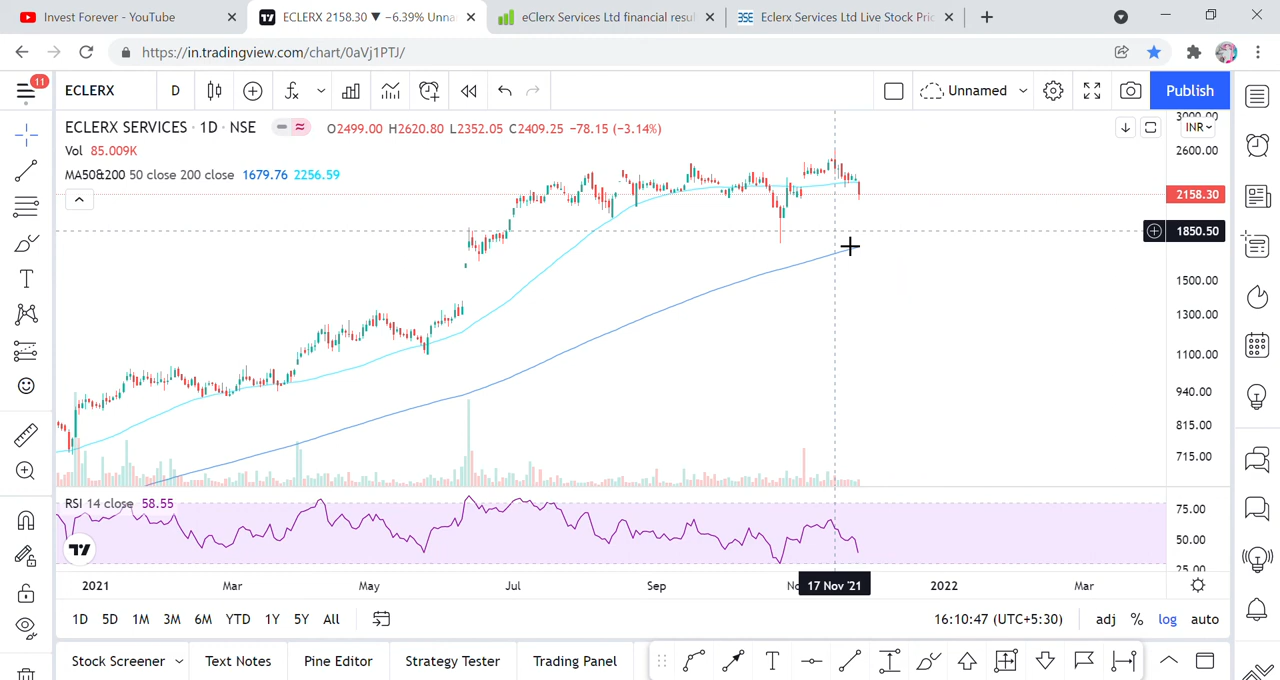 Invest Forever - YouTube
ECLERX 2158.30 ▼ −6.39% Unna
eClerx Services Ltd financial resul
BSE
Eclerx Services Ltd Live Stock Pric
https://in.tradingview.com/chart/0aVj1PTJ/
11
ECLERX
D
Unnamed
Publish
ECLERX SERVICES · 1D · NSE
O2499.00 H2620.80 L2352.05 C2409.25 −78.15 (−3.14%)
Vol 85.009K
MA50&200 50 close 200 close 1679.76 2256.59
3000.00
INR
2600.00
2158.30
1850.50
1500.00
1300.00
1100.00
940.00
815.00
715.00
RSI 14 close 58.55
75.00
50.00
25.00
2021
Mar
May
Jul
Sep
17 Nov '21
2022
Mar
1D
5D
1M
3M
6M
YTD
1Y
5Y
All
16:10:47 (UTC+5:30)
adj
%
log
auto
Stock Screener
Text Notes
Pine Editor
Strategy Tester
Trading Panel